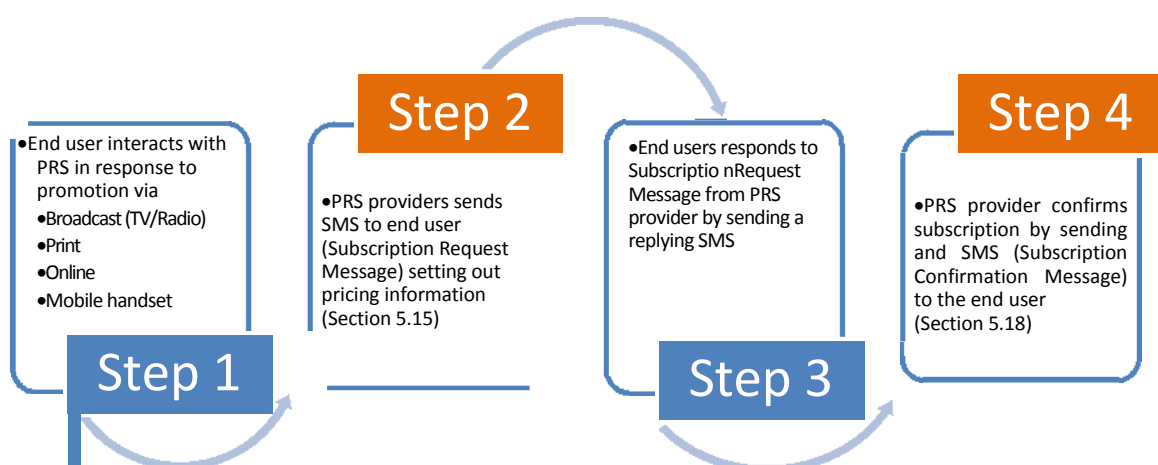 •End user interacts with
PRS in response to
promotion via
•Broadcast (TV/Radio)
•Print
•Online
•Mobile handset
Step 1
Step 2
•PRS providers sends
SMS to end user
(Subscription Request
Message) setting out
pricing information
(Section 5.15)
•End users responds to
Subscriptio nRequest
Message from PRS
provider by sending a
replying SMS
Step 3
Step 4
•PRS provider confirms
subscription by sending
and SMS (Subscription
Confirmation Message)
to the end user
(Section 5.18)